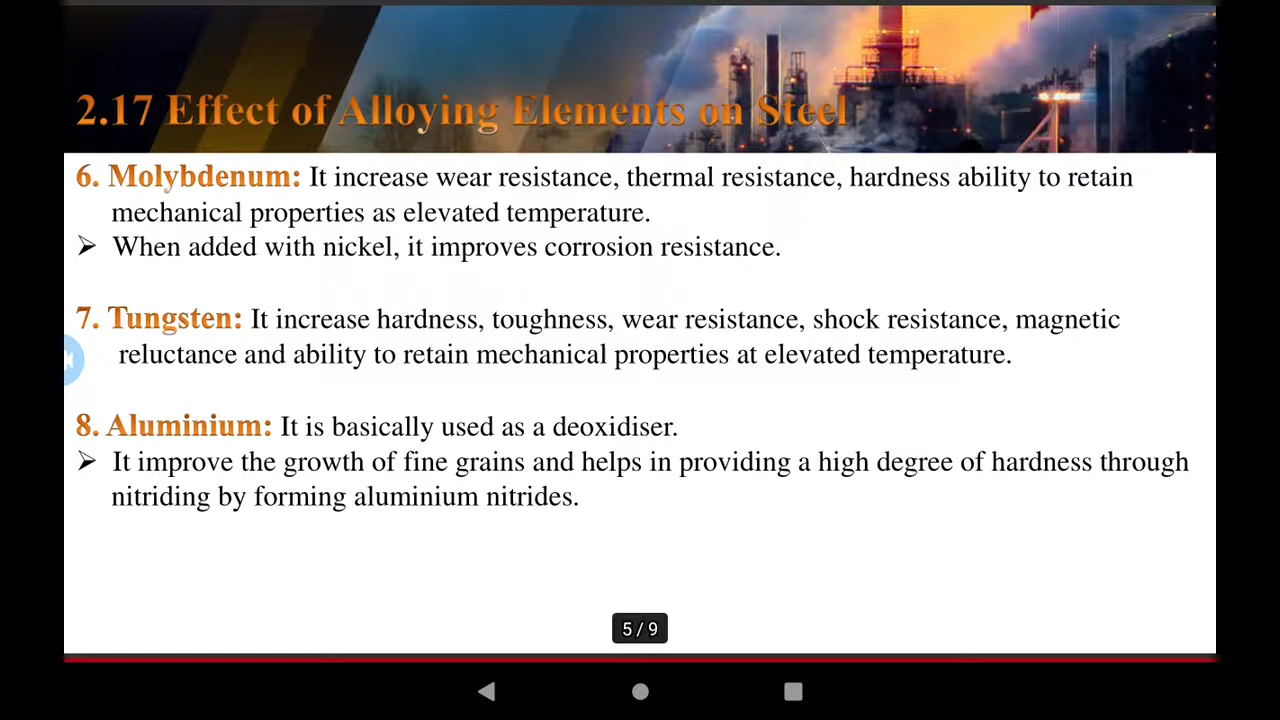 2.17 Effect of Alloying Elements on Steel
6. Molybdenum: It increase wear resistance, thermal resistance, hardness ability to retain
mechanical properties as elevated temperature.
➢ When added with nickel, it improves corrosion resistance.
7. Tungsten: It increase hardness, toughness, wear resistance, shock resistance, magnetic
reluctance and ability to retain mechanical properties at elevated temperature.
8. Aluminium: It is basically used as a deoxidiser.
➢ It improve the growth of fine grains and helps in providing a high degree of hardness through
nitriding by forming aluminium nitrides.
5 / 9